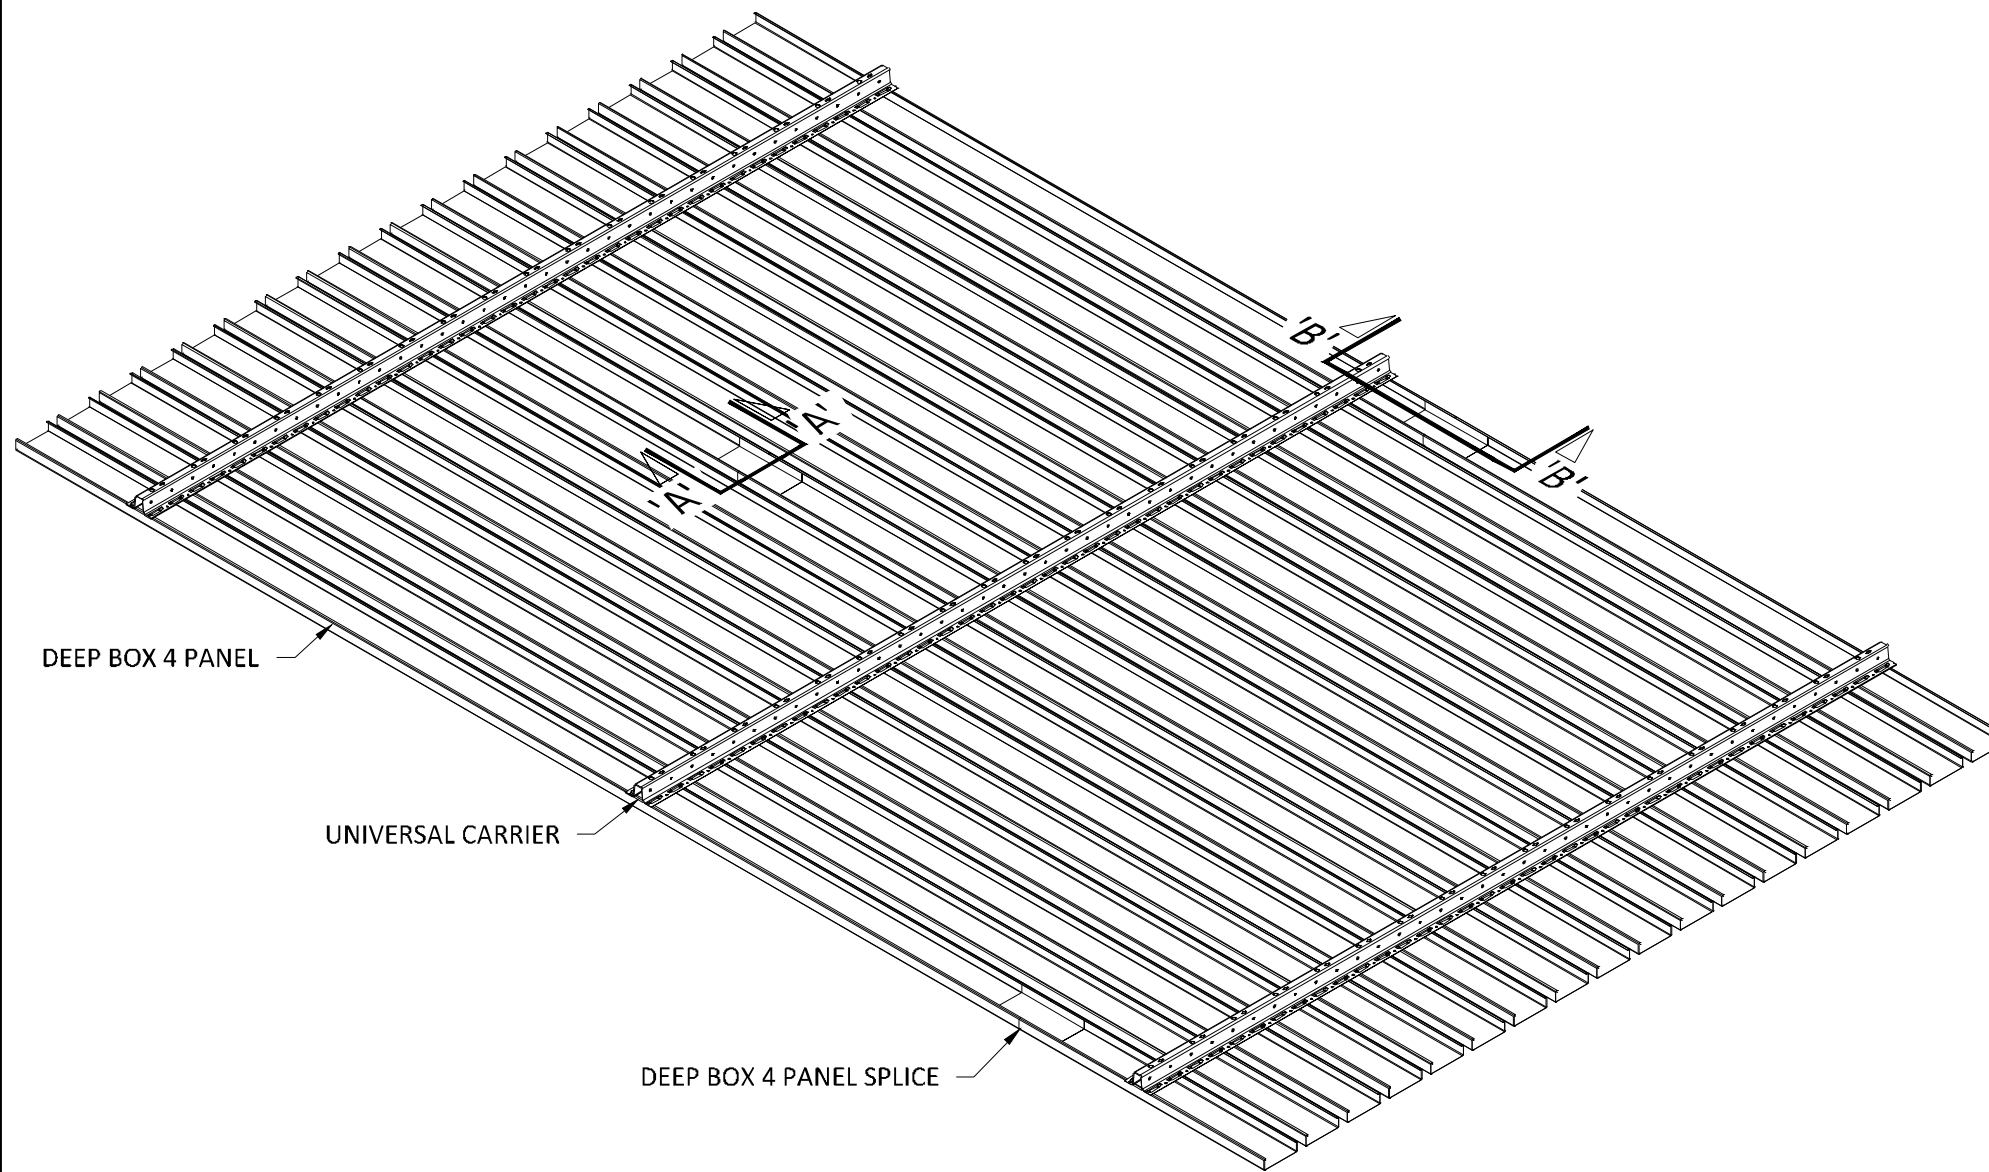 'B'
'A'
'A'
'B'
DEEP BOX 4 PANEL
UNIVERSAL CARRIER
DEEP BOX 4 PANEL SPLICE